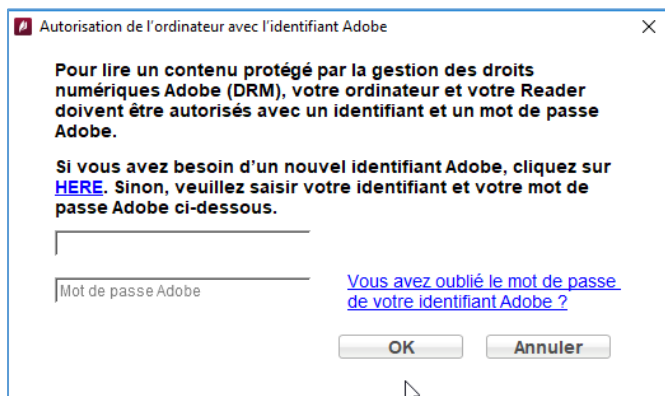 Autorisation de l'ordinateur avec l'identifiant Adobe
Pour lire un contenu protégé par la gestion des droits
numériques Adobe (DRM), votre ordinateur et votre Reader
doivent être autorisés avec un identifiant et un mot de passe
Adobe.
Si vous avez besoin d'un nouvel identifiant Adobe, cliquez sur
HERE. Sinon, veuillez saisir votre identifiant et votre mot de
passe Adobe ci-dessous.
Mot de passe Adobe
Vous avez oublié le mot de passe
de votre identifiant Adobe ?
OK
Annuler